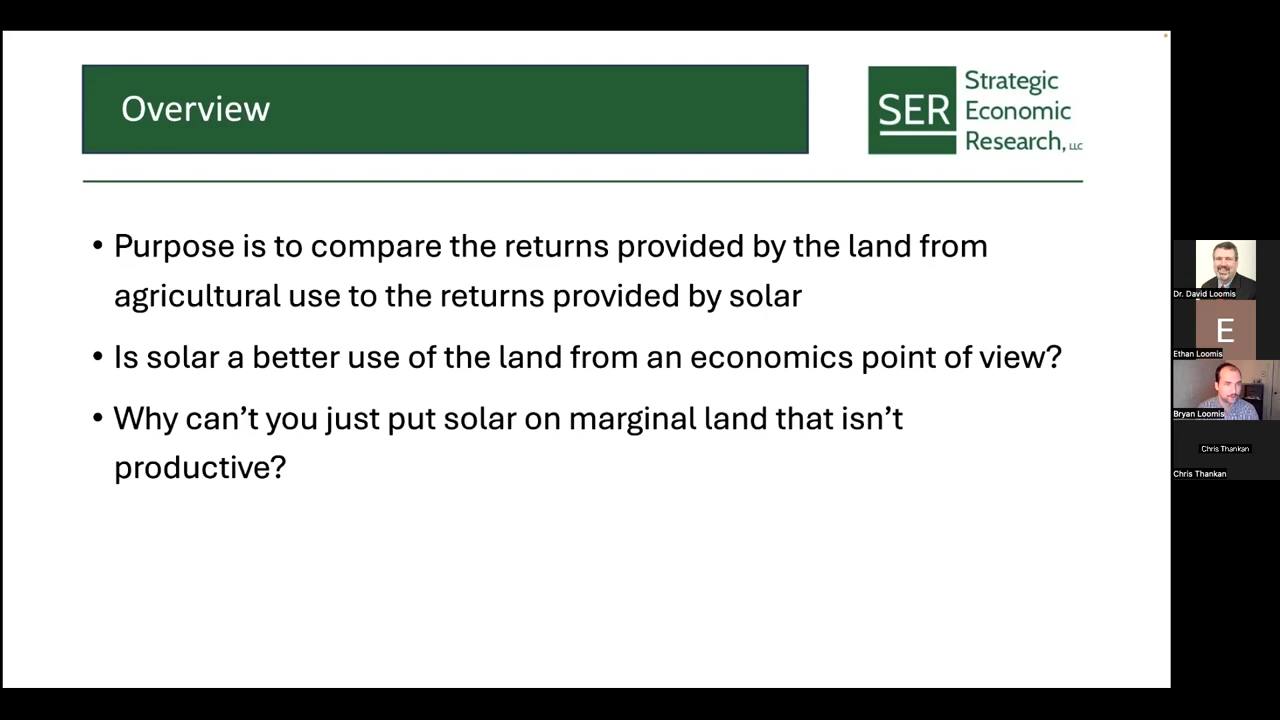 Overview
SER
Strategic
Economic
Research, LLC
• Purpose is to compare the returns provided by the land from
agricultural use to the returns provided by solar
• Is solar a better use of the land from an economics point of view?
• Why can’t you just put solar on marginal land that isn’t
productive?
Dr. David Loomis
E
Ethan Loomis
Bryan Loomis
Chris Thankan
Chris Thankan